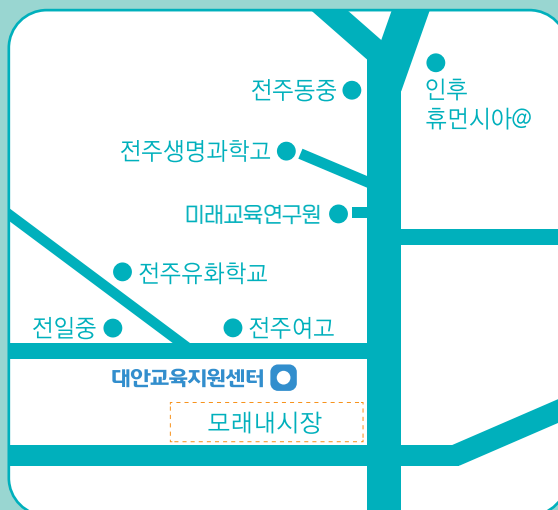 전주동중
인후
휴먼시아@
전주생명과학고
미래교육연구원
전주유화학교
전일중
전주여고
대안교육지원센터
모래내시장